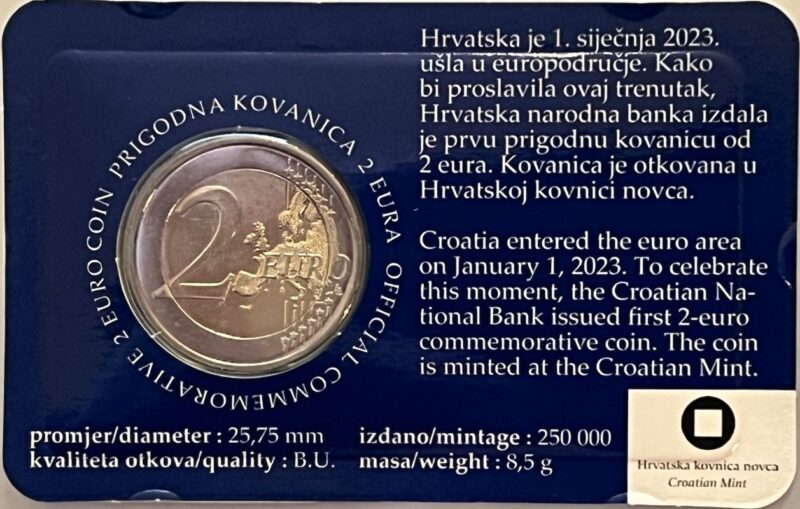 PRIGODNA KOVANICA 2 EURA OFFICIAL COMMEMORATIVE 2 EURO COIN
2 EURO
Hrvatska je 1. siječnja 2023.
ušla u europodručje. Kako
bi proslavila ovaj trenutak,
Hrvatska narodna banka izdala
je prvu prigodnu kovanicu od
2 eura. Kovanica je otkovana u
Hrvatskoj kovnici novca.
Croatia entered the euro area
on January 1, 2023. To celebrate
this moment, the Croatian Na-
tional Bank issued first 2-euro
commemorative coin. The coin
is minted at the Croatian Mint.
promjer/diameter : 25,75 mm
kvaliteta otkova/quality : B.U.
izdano/mintage : 250 000
masa/weight : 8,5 g
Hrvatska kovnica novca
Croatian Mint